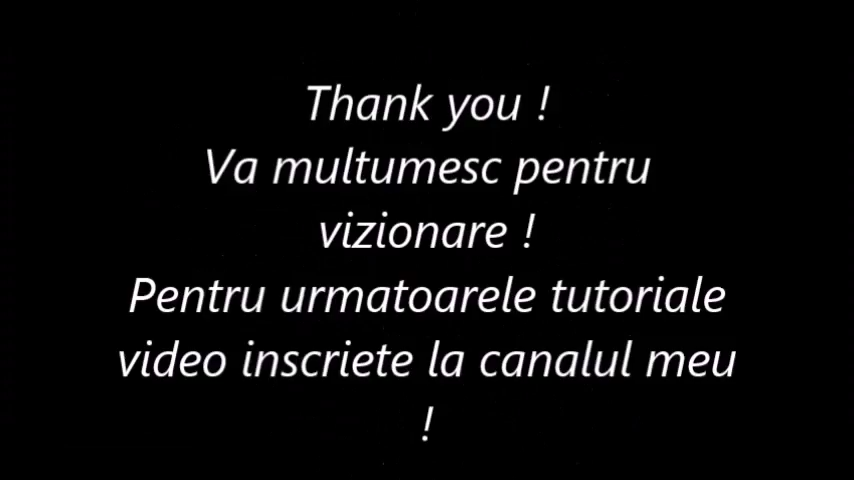 Thank you !
Va multumesc pentru
vizionare !
Pentru urmatoarele tutoriale
video inscriete la canalul meu
!